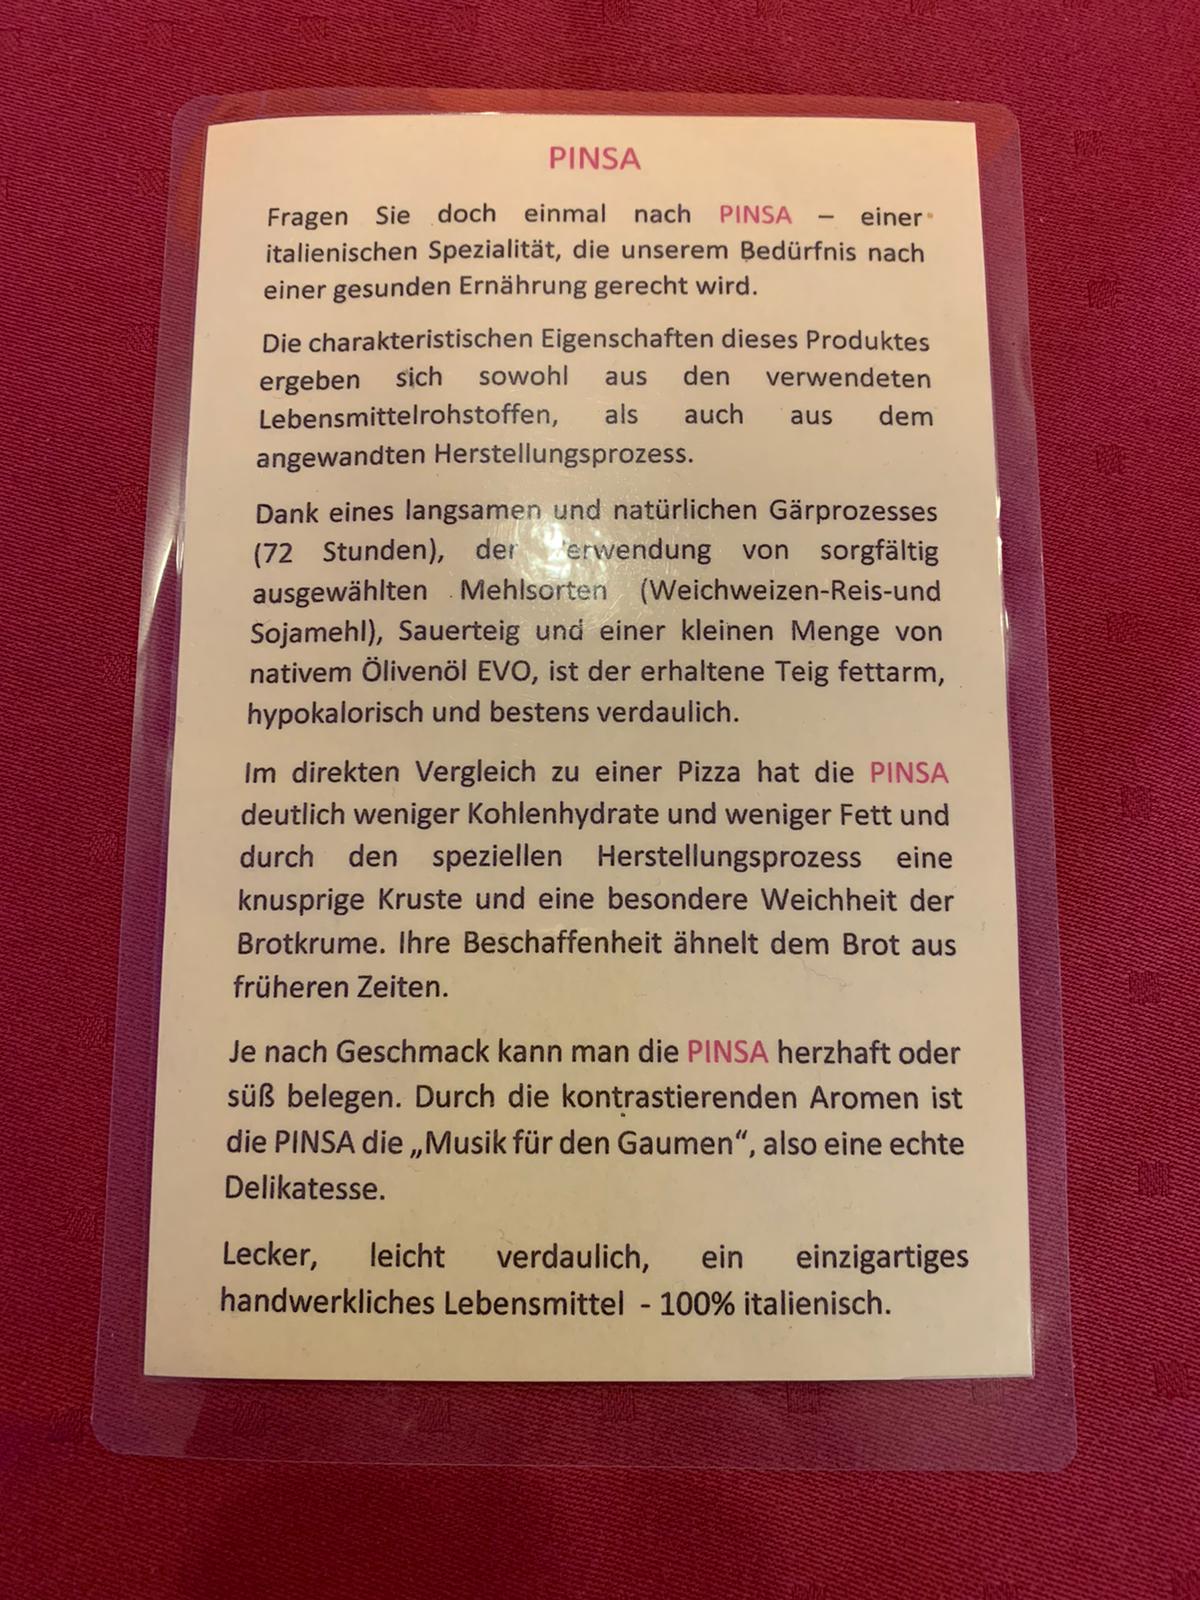 PINSA
Fragen Sie doch einmal nach PINSA – einer
italienischen Spezialität, die unserem Bedürfnis nach
einer gesunden Ernährung gerecht wird.
Die charakteristischen Eigenschaften dieses Produktes
ergeben sich sowohl aus den verwendeten
Lebensmittelrohstoffen, als auch aus dem
angewandten Herstellungsprozess.
Dank eines langsamen und natürlichen Gärprozesses
(72 Stunden), der Verwendung von sorgfältig
ausgewählten Mehlsorten (Weichweizen-Reis-und
Sojamehl), Sauerteig und einer kleinen Menge von
nativem Ölivenöl EVO, ist der erhaltene Teig fettarm,
hypokalorisch und bestens verdaulich.
Im direkten Vergleich zu einer Pizza hat die PINSA
deutlich weniger Kohlenhydrate und weniger Fett und
durch den speziellen Herstellungsprozess eine
knusprige Kruste und eine besondere Weichheit der
Brotkrume. Ihre Beschaffenheit ähnelt dem Brot aus
früheren Zeiten.
Je nach Geschmack kann man die PINSA herzhaft oder
süß belegen. Durch die kontrastierenden Aromen ist
die PINSA die „Musik für den Gaumen“, also eine echte
Delikatesse.
Lecker, leicht verdaulich, ein einzigartiges
handwerkliches Lebensmittel - 100% italienisch.